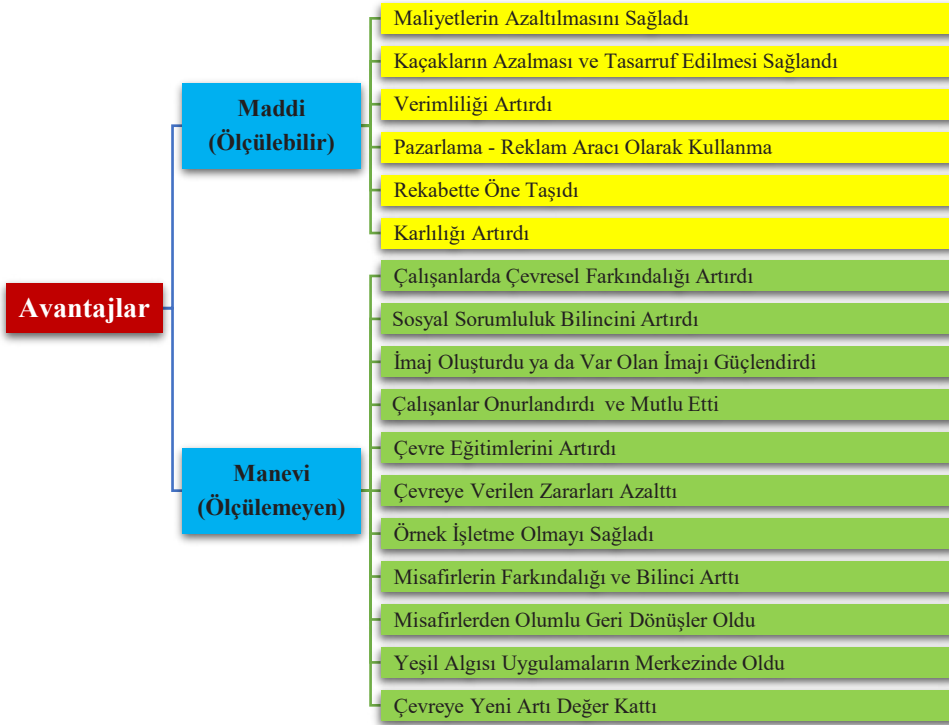 Avantajlar
Maddi
(Ölçülebilir)
Maliyetlerin Azaltılmasını Sağladı
Kaçakların Azalması ve Tasarruf Edilmesi Sağlandı
Verimliliği Artırdı
Pazarlama - Reklam Aracı Olarak Kullanma
Rekabette Öne Taşıdı
Karlılığı Artırdı
Manevi
(Ölçülemeyen)
Çalışanlarda Çevresel Farkındalığı Artırdı
Sosyal Sorumluluk Bilincini Artırdı
İmaj Oluşturdu ya da Var Olan İmajı Güçlendirdi
Çalışanlar Onurlandırdı ve Mutlu Etti
Çevre Eğitimlerini Artırdı
Çevreye Verilen Zararları Azalttı
Örnek İşletme Olmayı Sağladı
Misafirlerin Farkındalığı ve Bilinci Arttı
Misafirlerden Olumlu Geri Dönüşler Oldu
Yeşil Algısı Uygulamaların Merkezinde Oldu
Çevreye Yeni Artı Değer Kattı